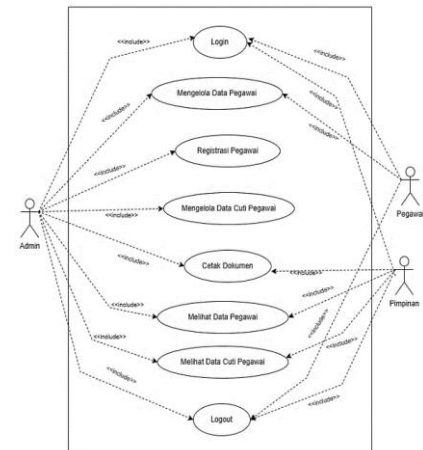 Login
<<include>>
<<include>>
<<include>>
Mengelola Data Pegawai
<<include>>
<<include>>
<<include>>
Registrasi Pegawai
<<include>>
Mengelola Data Cuti Pegawai
<<include>>
Admin
Pegawai
Cetak Dokumen
<<include>>
<<include>>
Pimpinan
Melihat Data Pegawai
<<include>>
<<include>>
Melihat Data Cuti Pegawai
<<include>>
<<include>>
<<include>>
Logout
<<include>>
<<include>>